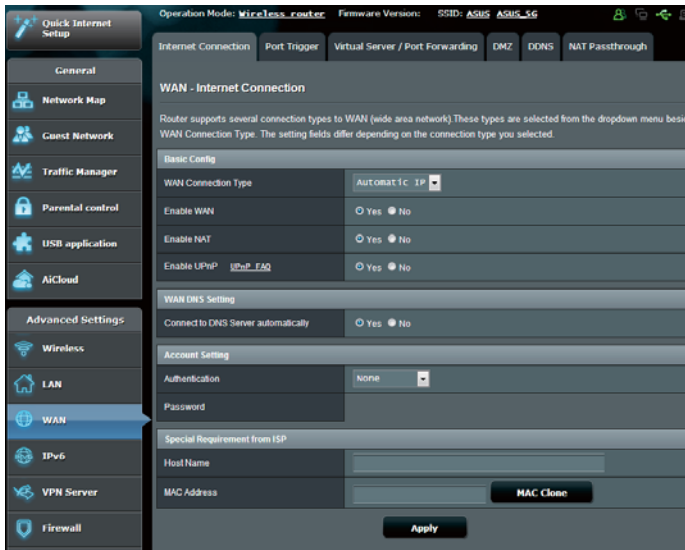 Quick Internet
Setup
Operation Mode: Wireless router Firmware Version: SSID: ASUS ASUS_5G
Internet Connection Port Trigger Virtual Server / Port Forwarding DMZ DDNS NAT Passthrough
General
Network Map
Guest Network
Traffic Manager
Parental control
USB application
AiCloud
Advanced Settings
Wireless
LAN
WAN
IPv6
VPN Server
Firewall
WAN - Internet Connection
Router supports several connection types to WAN (wide area network).These types are selected from the dropdown menu besi
WAN Connection Type. The setting fields differ depending on the connection type you selected.
Basic Config
WAN Connection Type Automatic IP
Enable WAN Yes No
Enable NAT Yes No
Enable UPnP UPnP FAQ Yes No
WAN DNS Setting
Connect to DNS Server automatically Yes No
Account Setting
Authentication None
Password
Special Requirement from ISP
Host Name
MAC Address MAC Clone
Apply